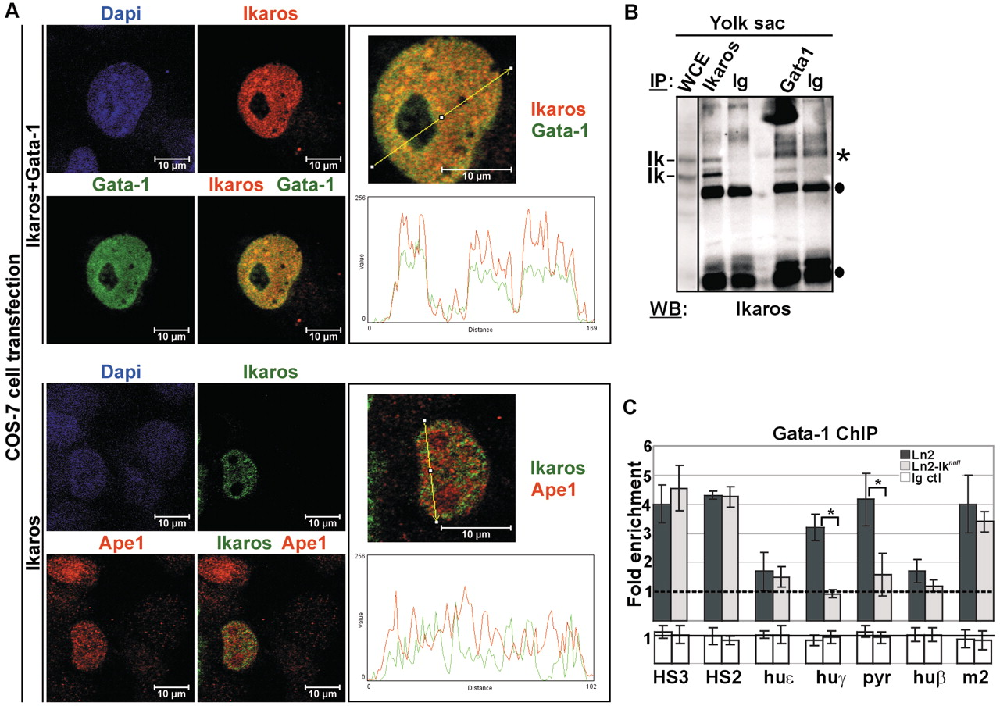 A
Dapi
Ikaros
10 µm
10 µm
Gata-1
Ikaros Gata-1
10 µm
10 µm
Ikaros+Gata-1
Ikaros
Gata-1
10 µm
256
Value
0
0
Distance
169
COS-7 cell transfection
Dapi
Ikaros
10 µm
10 µm
Ape1
Ikaros Ape1
10 µm
10 µm
Ikaros
Ikaros
Ape1
10 µm
256
Value
0
0
Distance
102
B
Yolk sac
IP: WCE Ikaros Ig Gata1 Ig
Ik
Ik
*
WB: Ikaros
C
Gata-1 ChIP
Fold enrichment
6
5
4
3
2
1
1
Ln2
Ln2-Iknull
Ig ctl
*
*
HS3 HS2 huε huγ pyr huβ m2